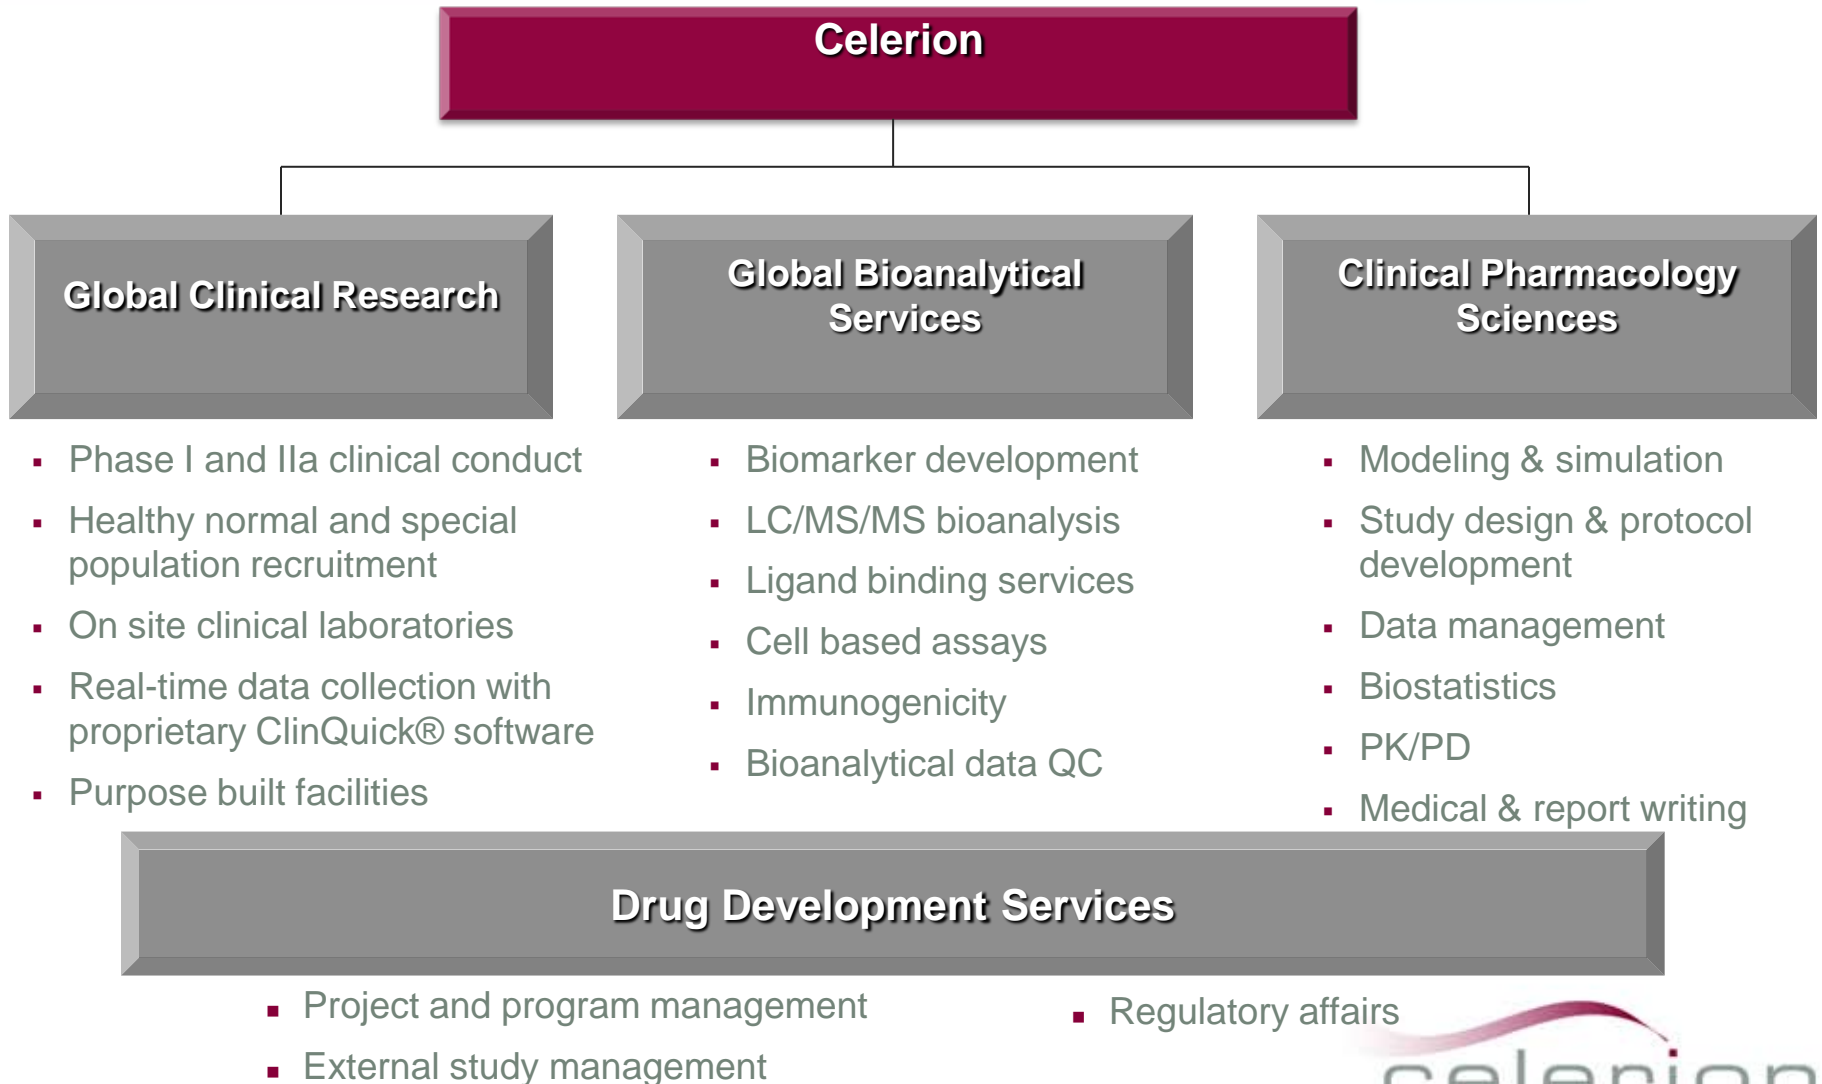 Celerion
Global Clinical Research
Global Bioanalytical
Services
Clinical Pharmacology
Sciences
▪ Phase I and IIa clinical conduct
▪ Healthy normal and special
population recruitment
▪ On site clinical laboratories
▪ Real-time data collection with
proprietary ClinQuick® software
▪ Purpose built facilities
▪ Biomarker development
▪ LC/MS/MS bioanalysis
▪ Ligand binding services
▪ Cell based assays
▪ Immunogenicity
▪ Bioanalytical data QC
▪ Modeling & simulation
▪ Study design & protocol
development
▪ Data management
▪ Biostatistics
▪ PK/PD
▪ Medical & report writing
Drug Development Services
▪ Project and program management
▪ External study management
▪ Regulatory affairs
celerion